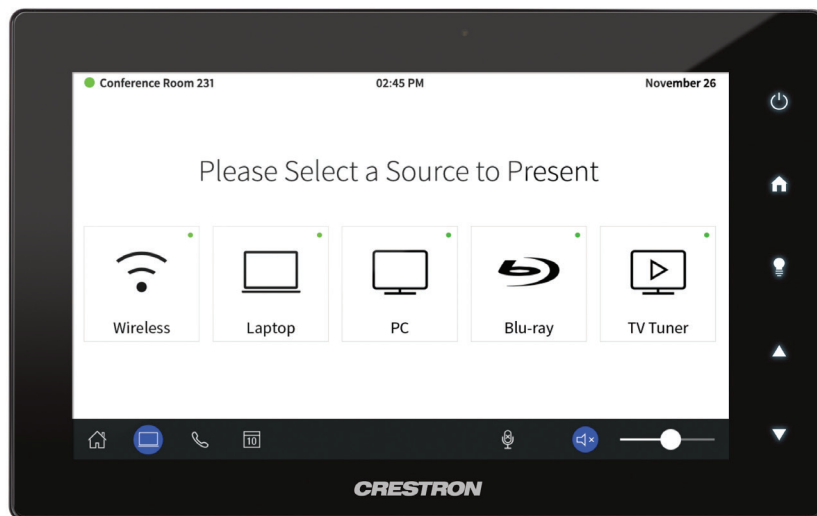 Conference Room 231 02:45 PM November 26
Please Select a Source to Present
Wireless Laptop PC Blu-ray TV Tuner
10
CRESTRON